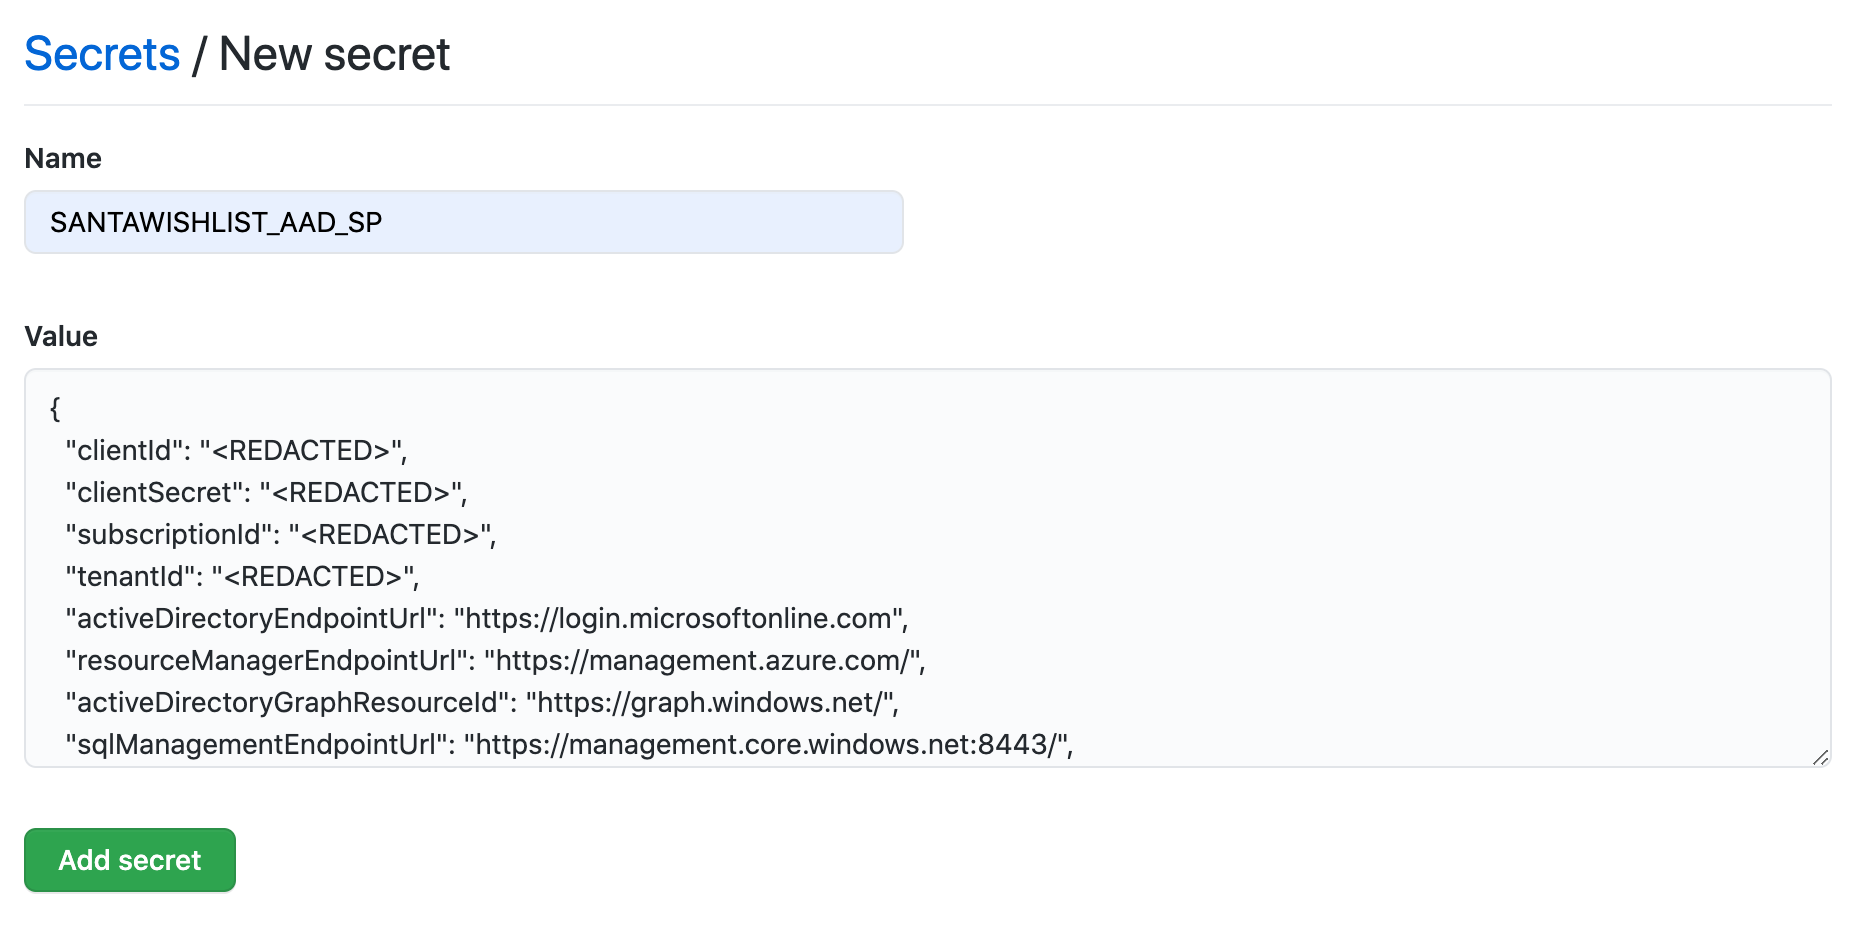 Secrets / New secret
Name
SANTAWISHLIST_AAD_SP
Value
{
"clientId": "<REDACTED>",
"clientSecret": "<REDACTED>",
"subscriptionId": "<REDACTED>",
"tenantId": "<REDACTED>",
"activeDirectoryEndpointUrl": "https://login.microsoftonline.com",
"resourceManagerEndpointUrl": "https://management.azure.com/",
"activeDirectoryGraphResourceId": "https://graph.windows.net/",
"sqlManagementEndpointUrl": "https://management.core.windows.net:8443/",
Add secret